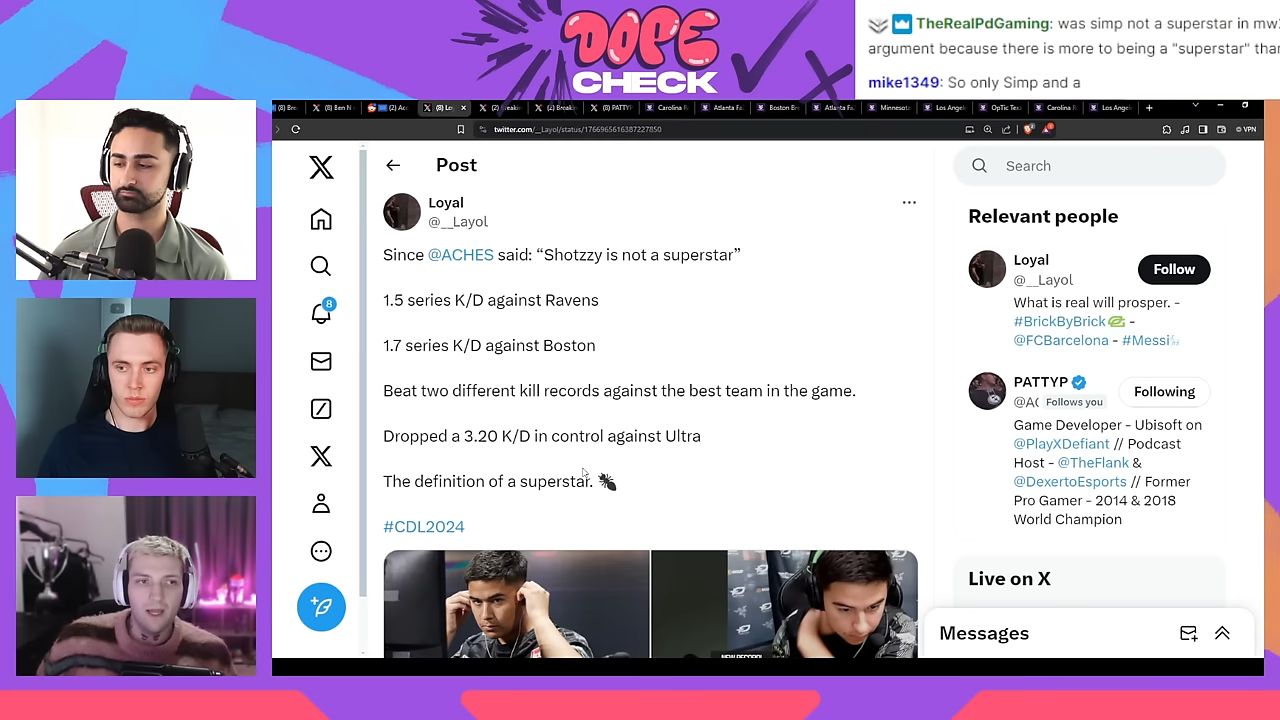 DOPE
CHECK
TheRealPdGaming: was simp not a superstar in mw
argument because there is more to being a "superstar" tha
mike1349: So only Simp and a
twitter.com/__Layol/status/1766965616387227850
VPN
Post
Search
Loyal
@__Layol
Since @ACHES said: “Shotzzy is not a superstar”
1.5 series K/D against Ravens
1.7 series K/D against Boston
Beat two different kill records against the best team in the game.
Dropped a 3.20 K/D in control against Ultra
The definition of a superstar.
#CDL2024
8
Relevant people
Loyal
@__Layol
Follow
What is real will prosper. -
#BrickByBrick -
@FCBarcelona - #Messi
PATTYP
@A( Follows you
Following
Game Developer - Ubisoft on
@PlayXDefiant // Podcast
Host - @TheFlank &
@DexertoEsports // Former
Pro Gamer - 2014 & 2018
World Champion
Live on X
Messages